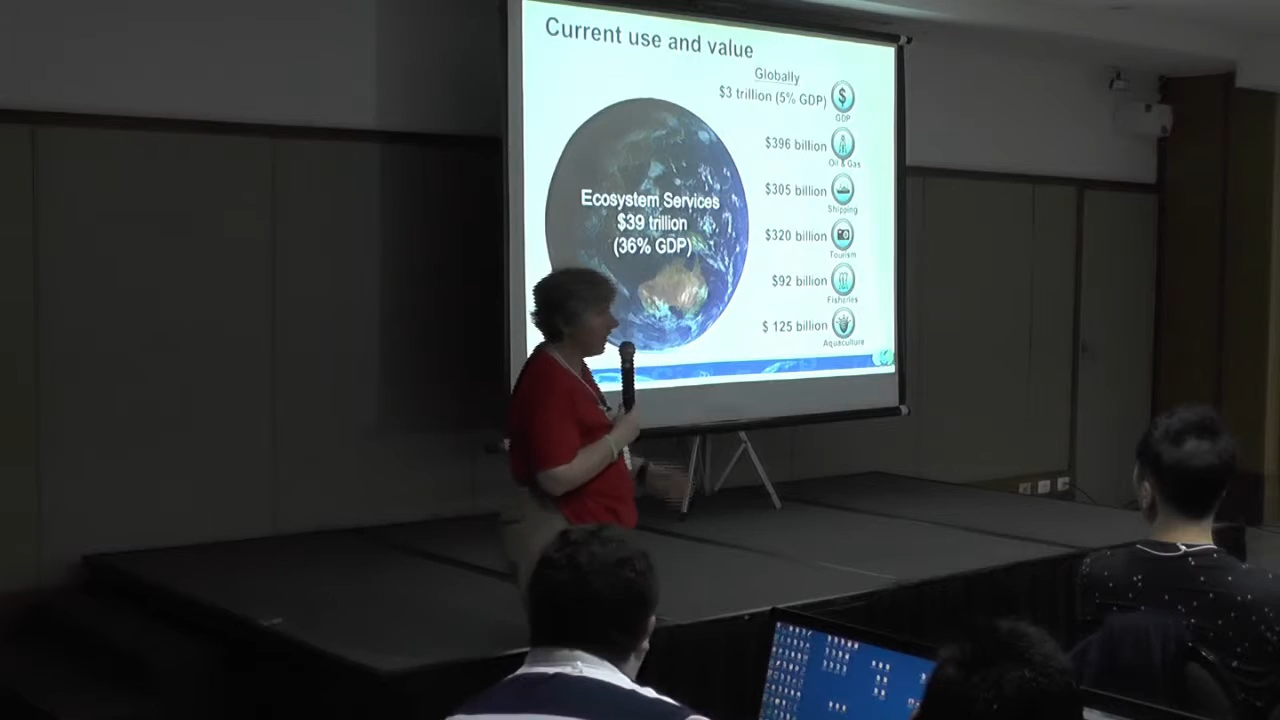 Current use and value
Globally
$3 trillion (5% GDP)
GDP
$396 billion
Oil & Gas
$305 billion
Shipping
$320 billion
Tourism
$92 billion
Fisheries
$ 125 billion
Aquaculture
Ecosystem Services
$39 trillion
(36% GDP)